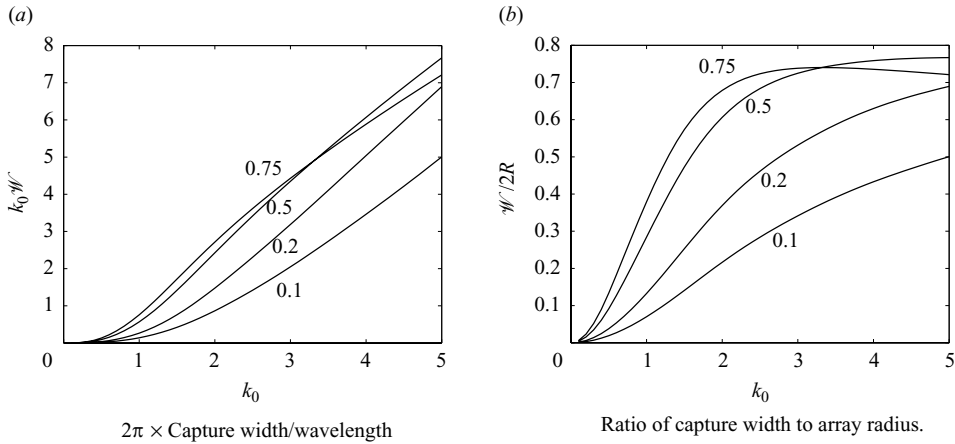 (a)
8
7
6
5
4
3
2
1
0
k₀𝒲
0.75
0.5
0.2
0.1
1 2 3 4 5
k₀
2π × Capture width/wavelength
(b)
0.8
0.7
0.6
0.5
0.4
0.3
0.2
0.1
0
𝒲/2R
0.75
0.5
0.2
0.1
1 2 3 4 5
k₀
Ratio of capture width to array radius.